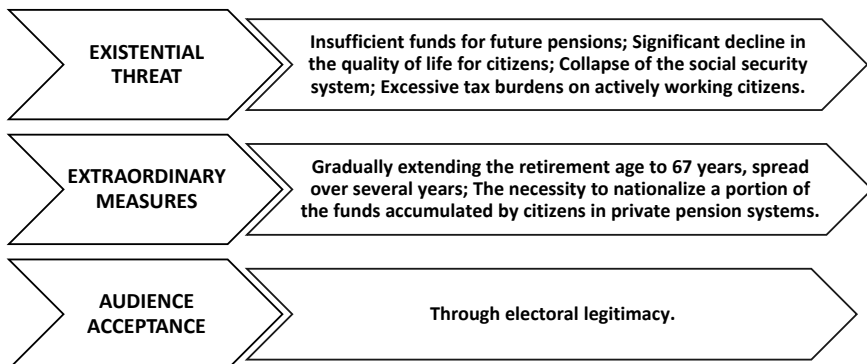 EXISTENTIAL
THREAT
Insufficient funds for future pensions; Significant decline in
the quality of life for citizens; Collapse of the social security
system; Excessive tax burdens on actively working citizens.
EXTRAORDINARY
MEASURES
Gradually extending the retirement age to 67 years, spread
over several years; The necessity to nationalize a portion of
the funds accumulated by citizens in private pension systems.
AUDIENCE
ACCEPTANCE
Through electoral legitimacy.